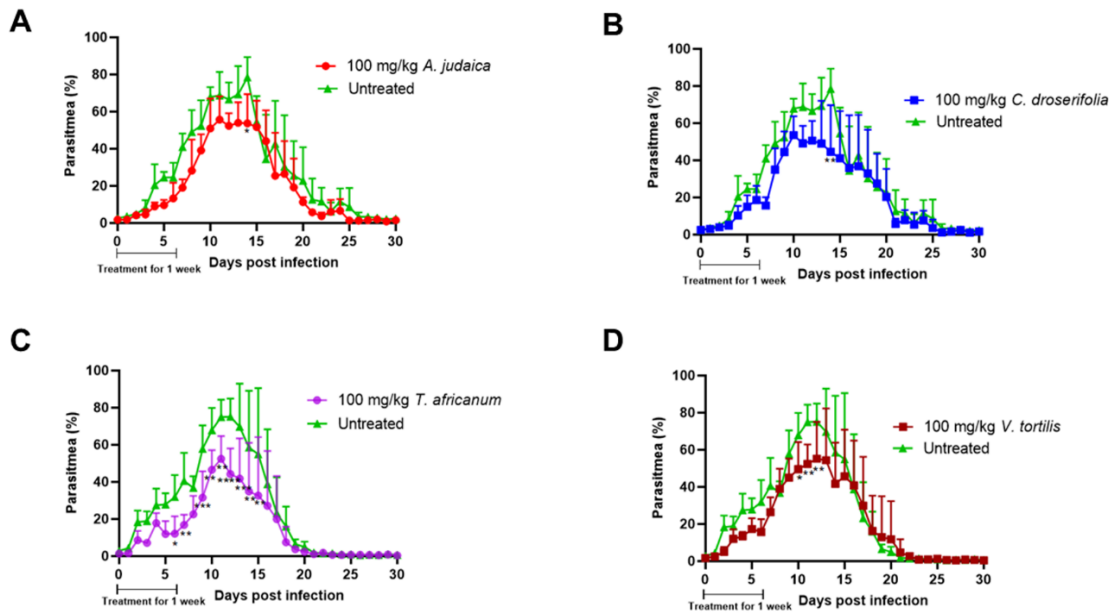 A
Parasitmea (%)
100
80
60
40
20
0
100 mg/kg A. judaica
Untreated
*
0 5 10 15 20 25 30
Treatment for 1 week
Days post infection
B
Parasitmea (%)
100
80
60
40
20
0
100 mg/kg C. droserifolia
Untreated
**
0 5 10 15 20 25 30
Treatment for 1 week
Days post infection
C
Parasitmea (%)
100
80
60
40
20
0
100 mg/kg T. africanum
Untreated
0 5 10 15 20 25 30
Treatment for 1 week
Days post infection
D
Parasitmea (%)
100
80
60
40
20
0
100 mg/kg V. tortilis
Untreated
* ** **
0 5 10 15 20 25 30
Treatment for 1 week
Days post infection